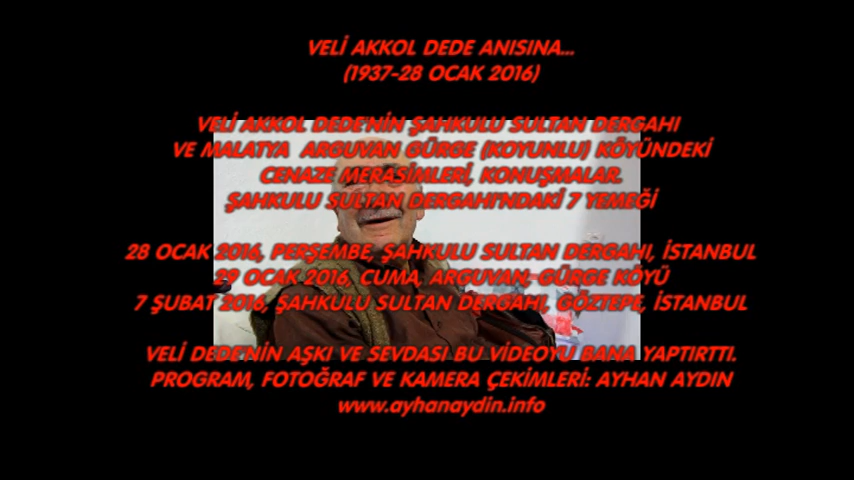 VELİ AKKOL DEDE ANISINA...
(1937-28 OCAK 2016)
VELİ AKKOL DEDE'NİN ŞAHKULU SULTAN DERGAHI
VE MALATYA ARGUVAN GÜRGE (KOYUNLU) KÖYÜNDEKİ
CENAZE MERASİMLERİ, KONUŞMALAR.
ŞAHKULU SULTAN DERGAHI'NDAKİ 7 YEMEĞİ
28 OCAK 2016, PERŞEMBE, ŞAHKULU SULTAN DERGAHI, İSTANBUL
29 OCAK 2016, CUMA, ARGUVAN,-GÜRGE KÖYÜ
7 ŞUBAT 2016, ŞAHKULU SULTAN DERGAHI, GÖZTEPE, İSTANBUL
VELİ DEDE'NİN AŞKI VE SEVDASI BU VİDEOYU BANA YAPTIRTTI.
PROGRAM, FOTOĞRAF VE KAMERA ÇEKİMLERİ: AYHAN AYDIN
www.ayhanaydin.info